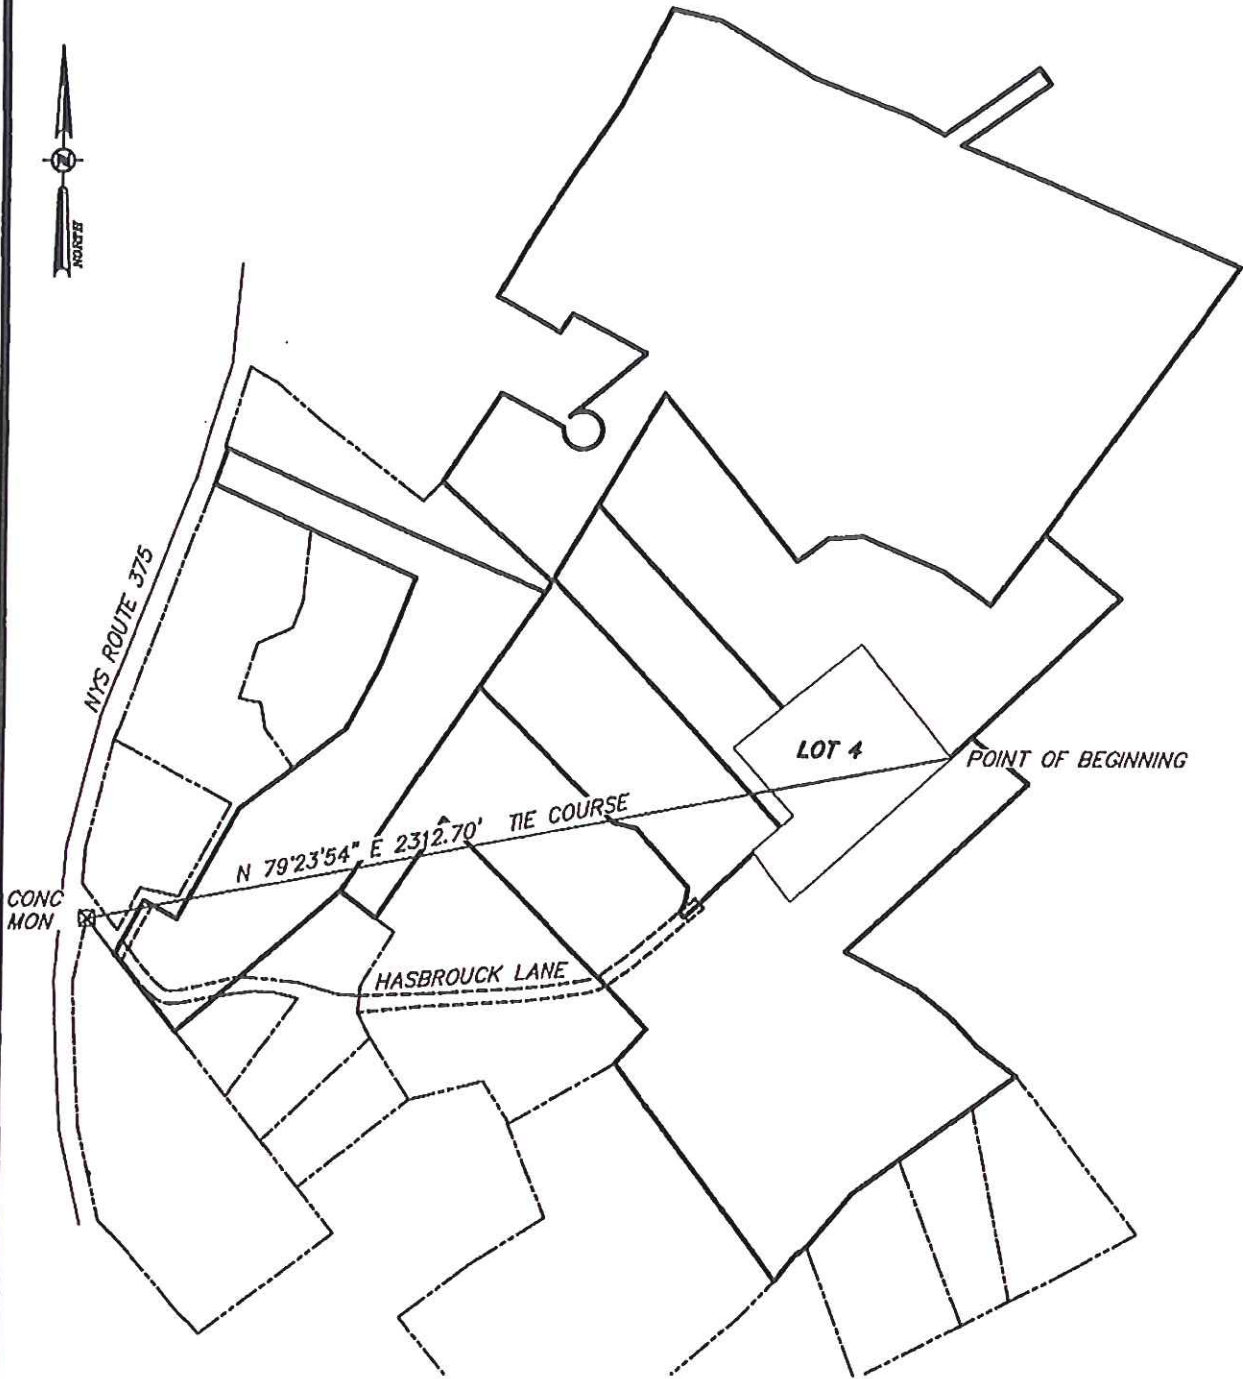 N
NORTH
NYS ROUTE 375
LOT 4
POINT OF BEGINNING
N 79°23'54" E 2312.70' TIE COURSE
CONC
MON
HASBROUCK LANE